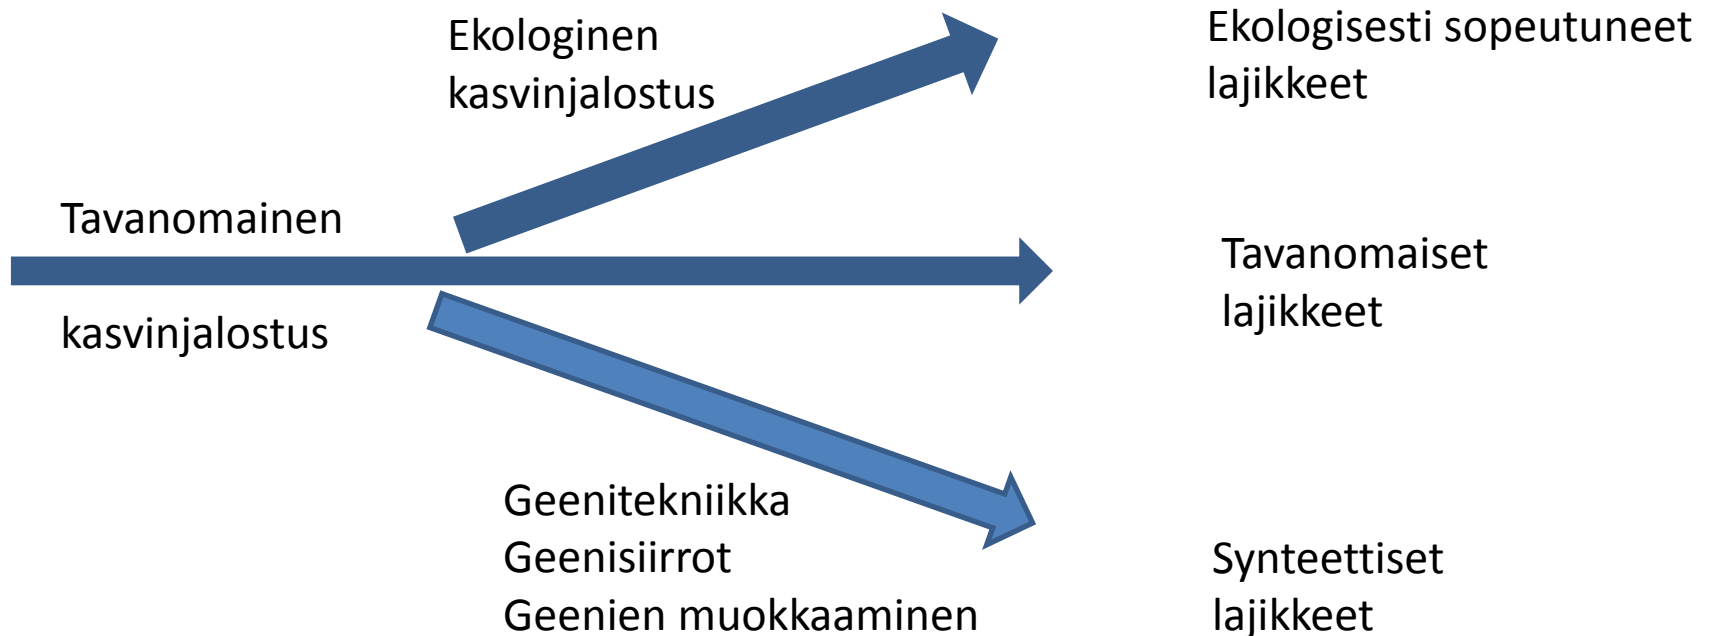 Ekologinen
kasvinjalostus
Ekologisesti sopeutuneet
lajikkeet
Tavanomainen
kasvinjalostus
Tavanomaiset
lajikkeet
Geenitekniikka
Geenisiirrot
Geenien muokkaaminen
Synteettiset
lajikkeet